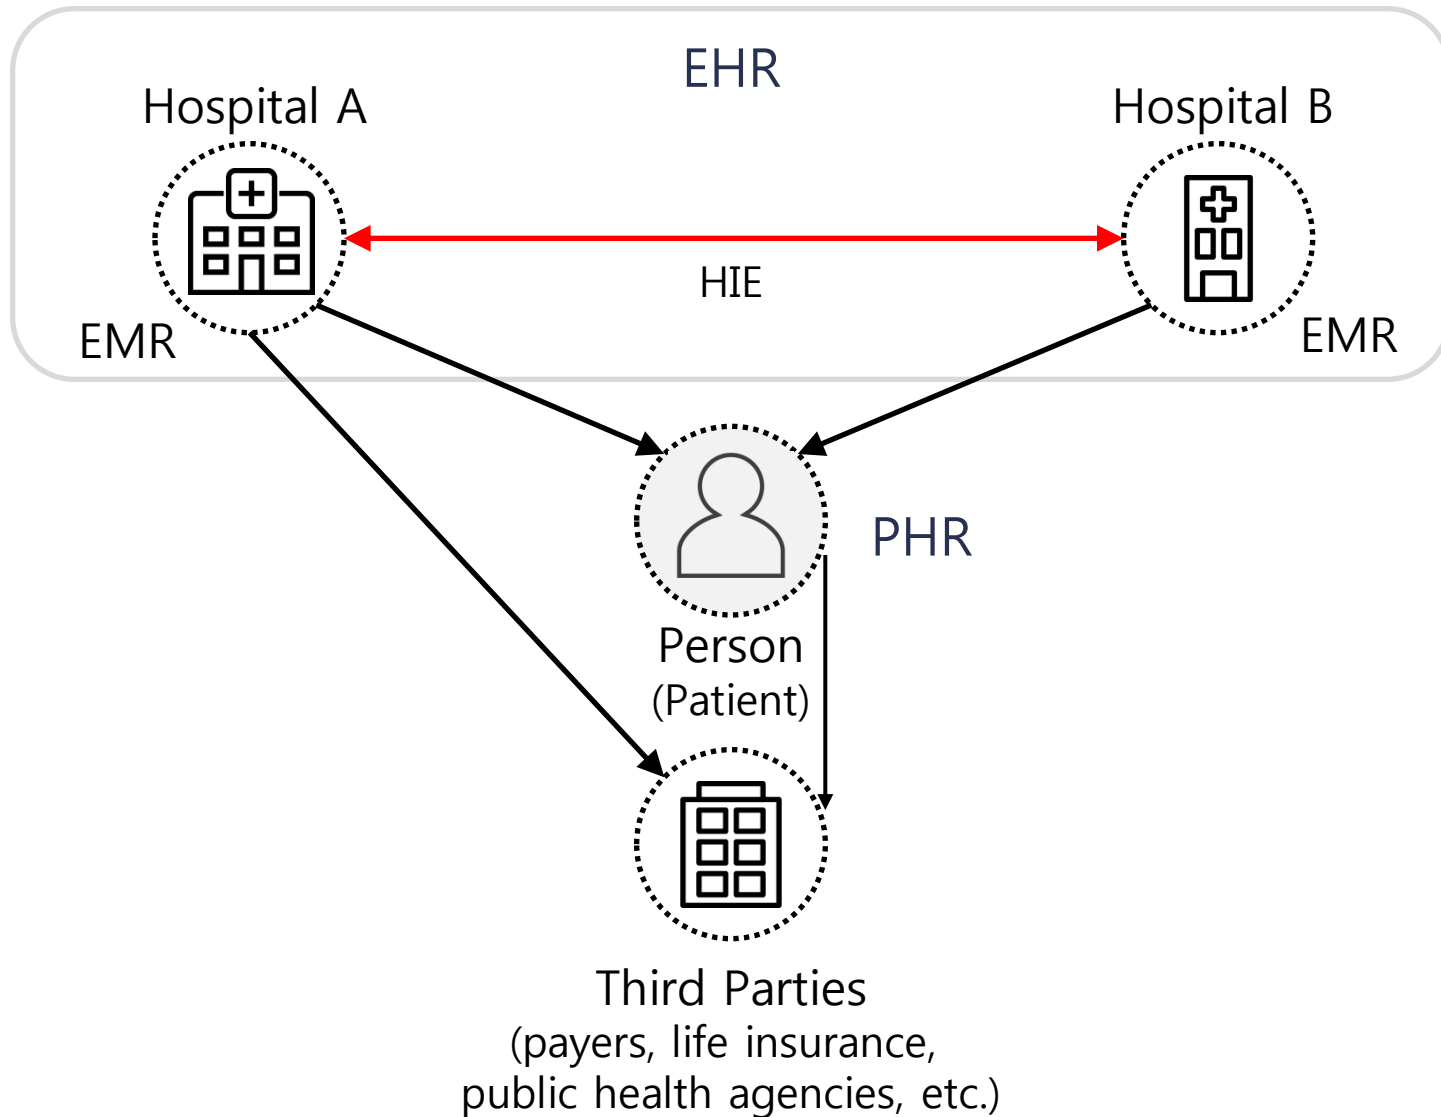 EHR
Hospital A
Hospital B
HIE
EMR
EMR
PHR
Person
(Patient)
Third Parties
(payers, life insurance,
public health agencies, etc.)